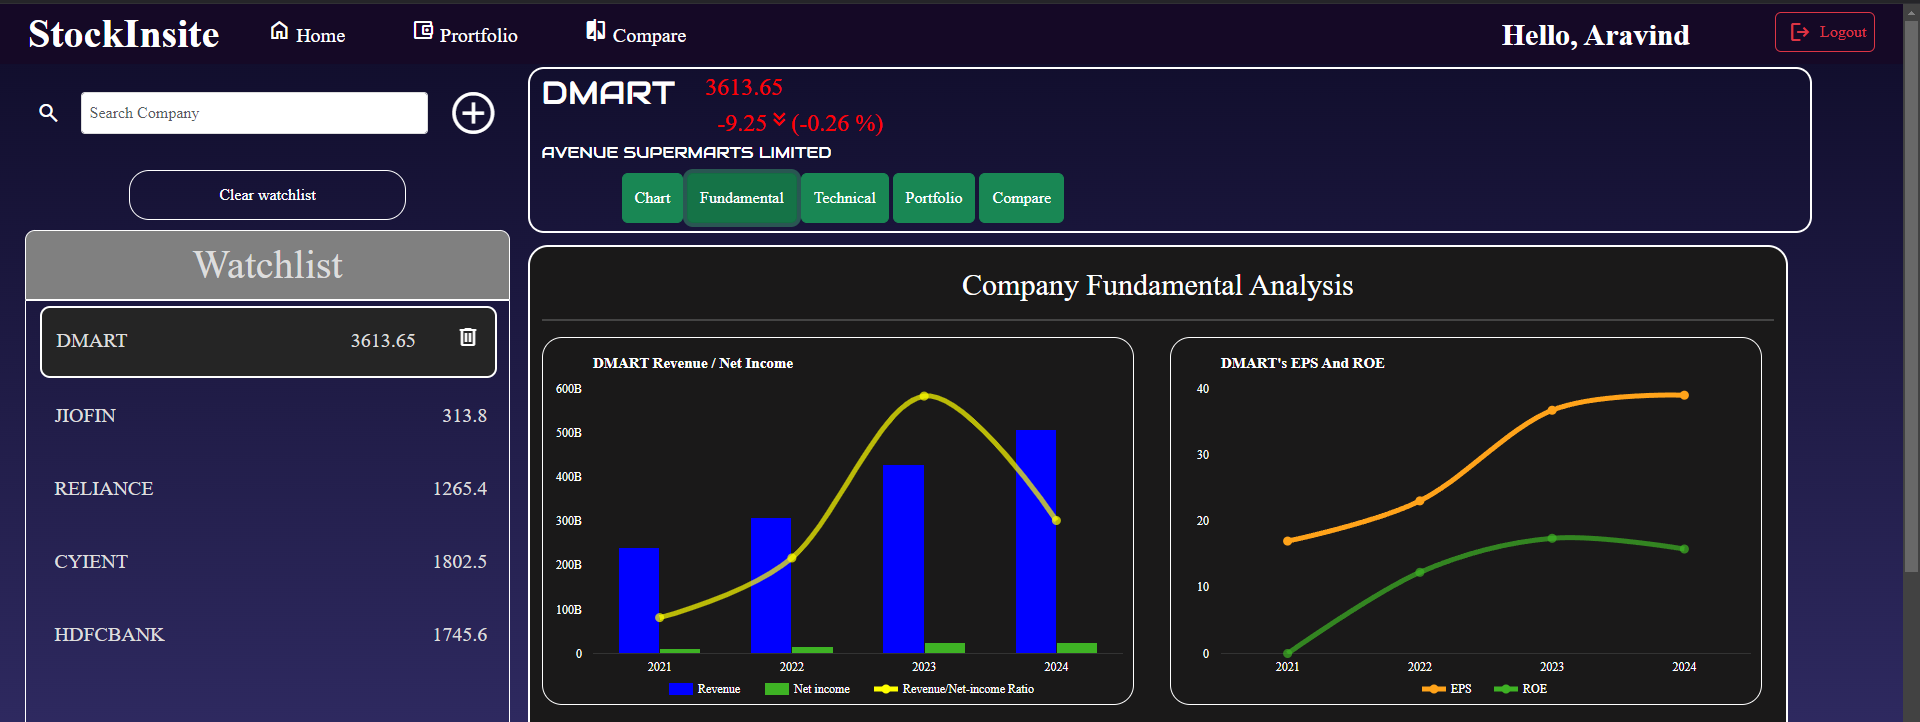 StockInsite Home Prortfolio Compare Hello, Aravind Logout
Search Company
Clear watchlist
Watchlist
DMART 3613.65
JIOFIN 313.8
RELIANCE 1265.4
CYIENT 1802.5
HDFCBANK 1745.6
DMART 3613.65
-9.25 (-0.26 %)
AVENUE SUPERMARTS LIMITED
Chart Fundamental Technical Portfolio Compare
Company Fundamental Analysis
DMART Revenue / Net Income
600B
500B
400B
300B
200B
100B
0
2021 2022 2023 2024
Revenue Net income Revenue/Net-income Ratio
DMART's EPS And ROE
40
30
20
10
0
2021 2022 2023 2024
EPS ROE